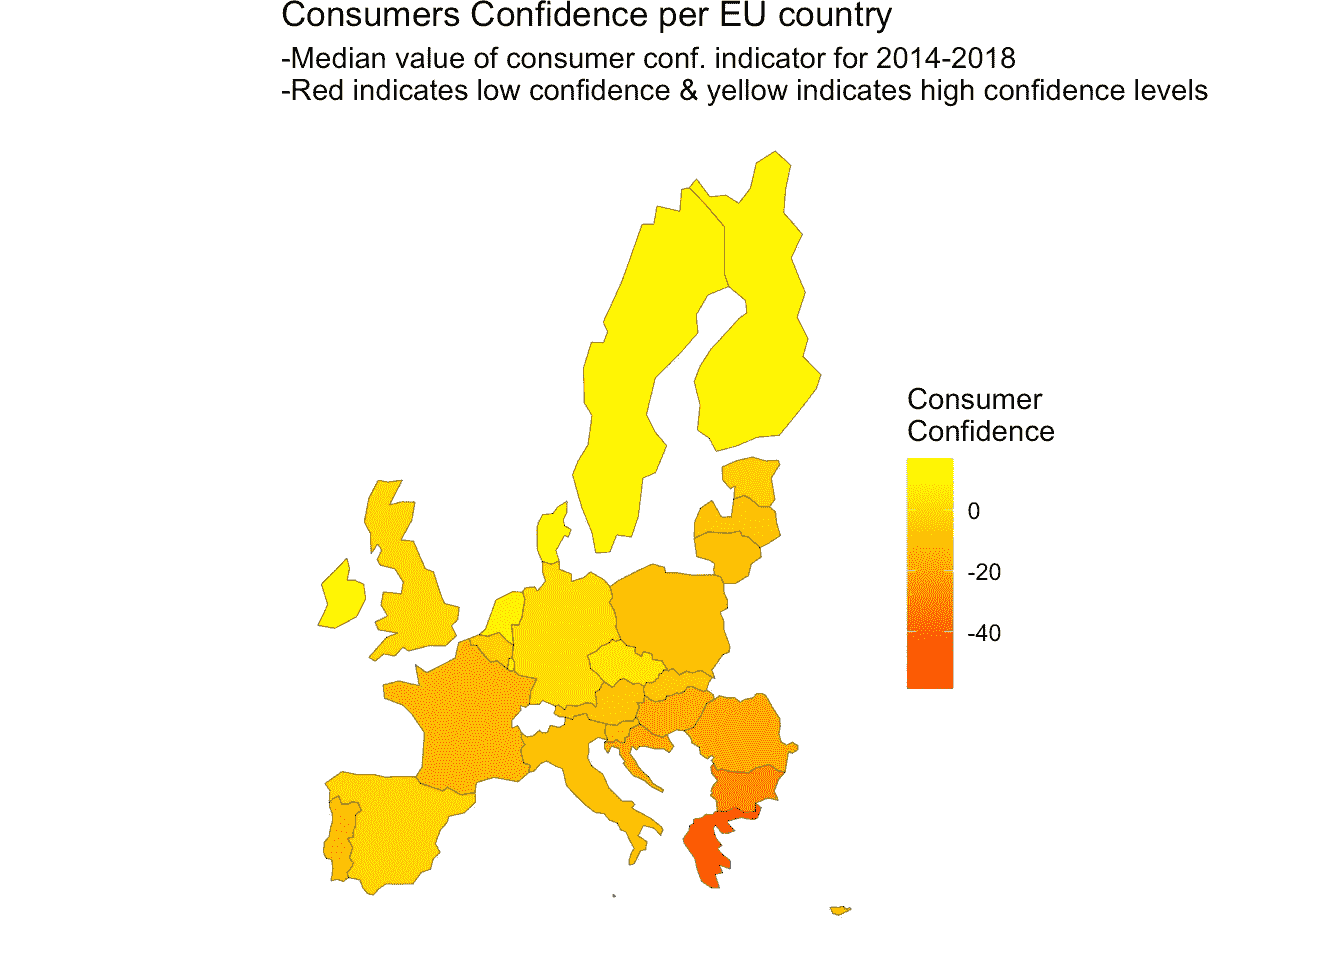 Consumers Confidence per EU country
-Median value of consumer conf. indicator for 2014-2018
-Red indicates low confidence & yellow indicates high confidence levels
Consumer
Confidence
0
-20
-40